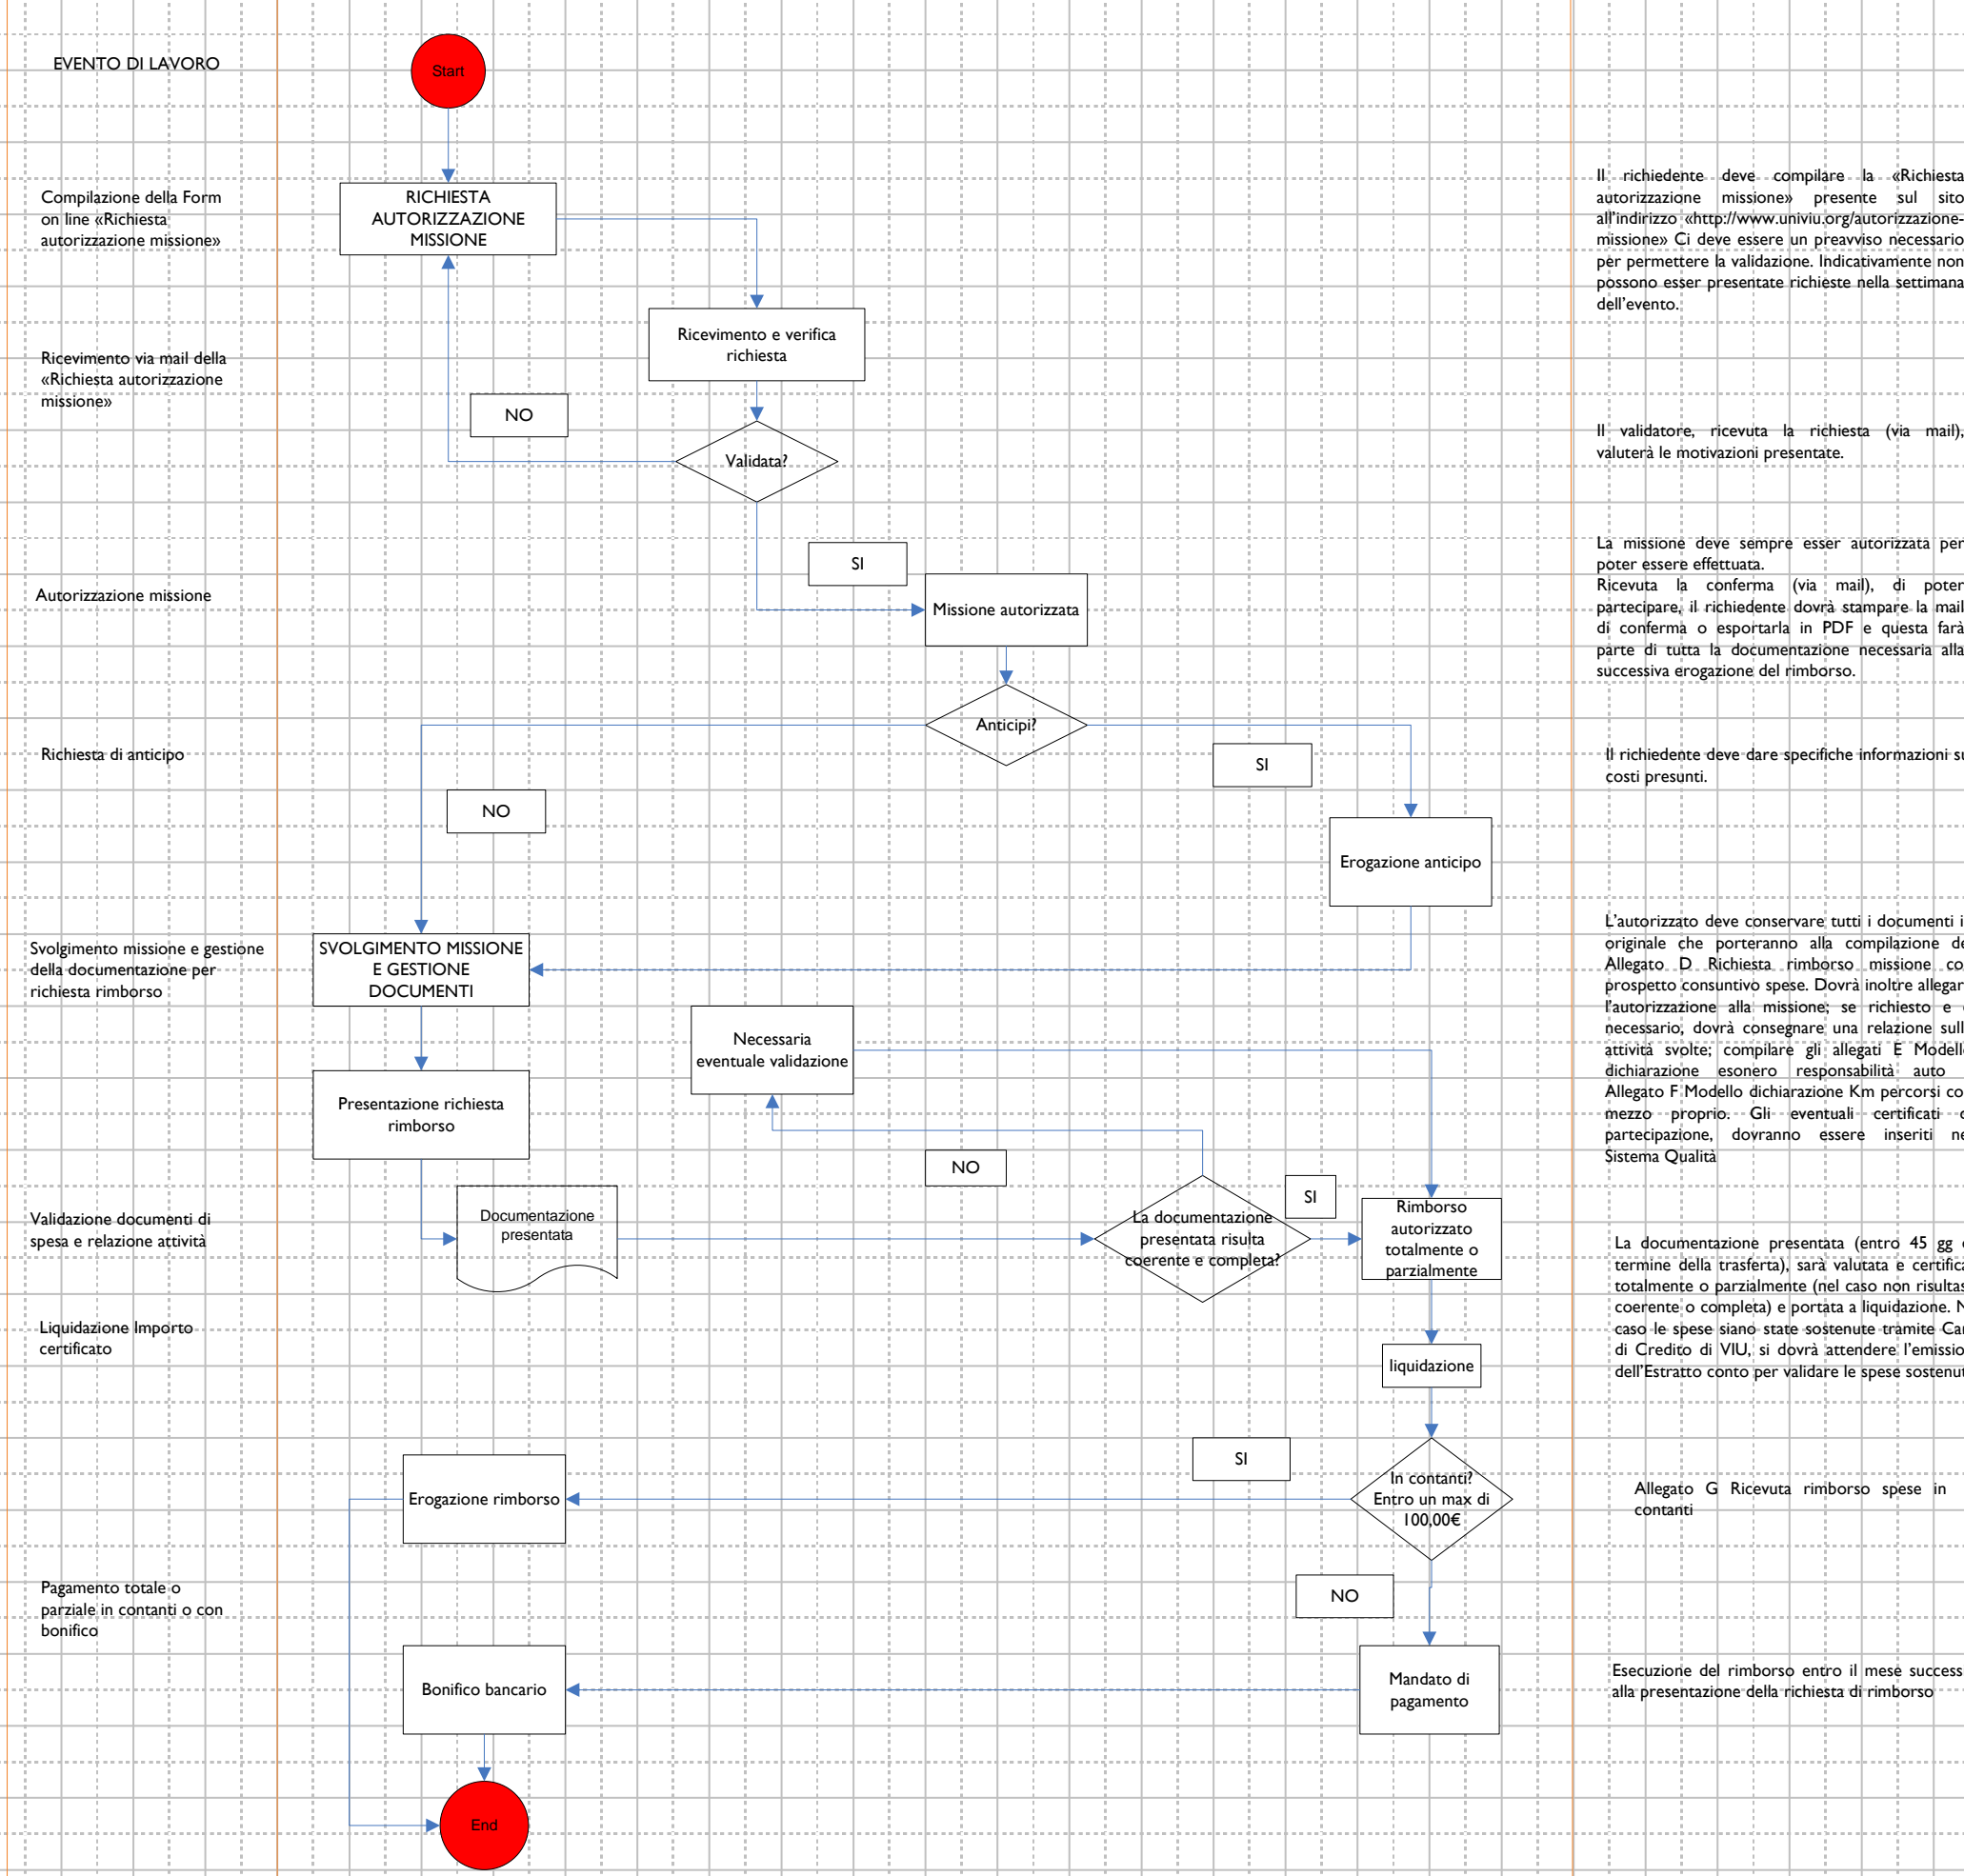 EVENTO DI LAVORO
Start
Compilazione della Form
on line «Richiesta
autorizzazione missione»
RICHIESTA
AUTORIZZAZIONE
MISSIONE
Il richiedente deve compilare la «Richiesta
autorizzazione missione» presente sul sito
all'indirizzo «http://www.univiu.org/autorizzazione-
missione» Ci deve essere un preavviso necessario
per permettere la validazione. Indicativamente non
possono esser presentate richieste nella settimana
dell'evento.
Ricevimento e verifica
richiesta
Ricevimento via mail della
«Richiesta autorizzazione
missione»
NO
Validata?
Il validatore, ricevuta la richiesta (via mail),
valuterà le motivazioni presentate.
SI
Autorizzazione missione
Missione autorizzata
La missione deve sempre esser autorizzata per
poter essere effettuata.
Ricevuta la conferma (via mail), di poter
partecipare, il richiedente dovrà stampare la mail
di conferma o esportarla in PDF e questa farà
parte di tutta la documentazione necessaria alla
successiva erogazione del rimborso.
Anticipi?
Richiesta di anticipo
SI
Il richiedente deve dare specifiche informazioni su
costi presunti.
NO
Erogazione anticipo
Svolgimento missione e gestione
della documentazione per
richiesta rimborso
SVOLGIMENTO MISSIONE
E GESTIONE
DOCUMENTI
L'autorizzato deve conservare tutti i documenti i
originale che porteranno alla compilazione de
Allegato D Richiesta rimborso missione co
prospetto consuntivo spese. Dovrà inoltre allegar
l'autorizzazione alla missione; se richiesto e
necessario, dovrà consegnare una relazione sull
attività svolte; compilare gli allegati E Modell
dichiarazione esonero responsabilità auto
Allegato F Modello dichiarazione Km percorsi co
mezzo proprio. Gli eventuali certificati d
partecipazione, dovranno essere inseriti ne
Sistema Qualità
Necessaria
eventuale validazione
Presentazione richiesta
rimborso
NO
SI
Validazione documenti di
spesa e relazione attività
Documentazione
presentata
La documentazione
presentata risulta
coerente e completa?
Rimborso
autorizzato
totalmente o
parzialmente
La documentazione presentata (entro 45 gg d
termine della trasferta), sarà valutata e certifica
totalmente o parzialmente (nel caso non risultas
coerente o completa) e portata a liquidazione. N
caso le spese siano state sostenute tramite Car
di Credito di VIU, si dovrà attendere l'emissio
dell'Estratto conto per validare le spese sostenut
Liquidazione Importo
certificato
liquidazione
SI
In contanti?
Entro un max di
100,00€
Erogazione rimborso
Allegato G Ricevuta rimborso spese in
contanti
NO
Pagamento totale o
parziale in contanti o con
bonifico
Bonifico bancario
Mandato di
pagamento
Esecuzione del rimborso entro il mese success
alla presentazione della richiesta di rimborso
End